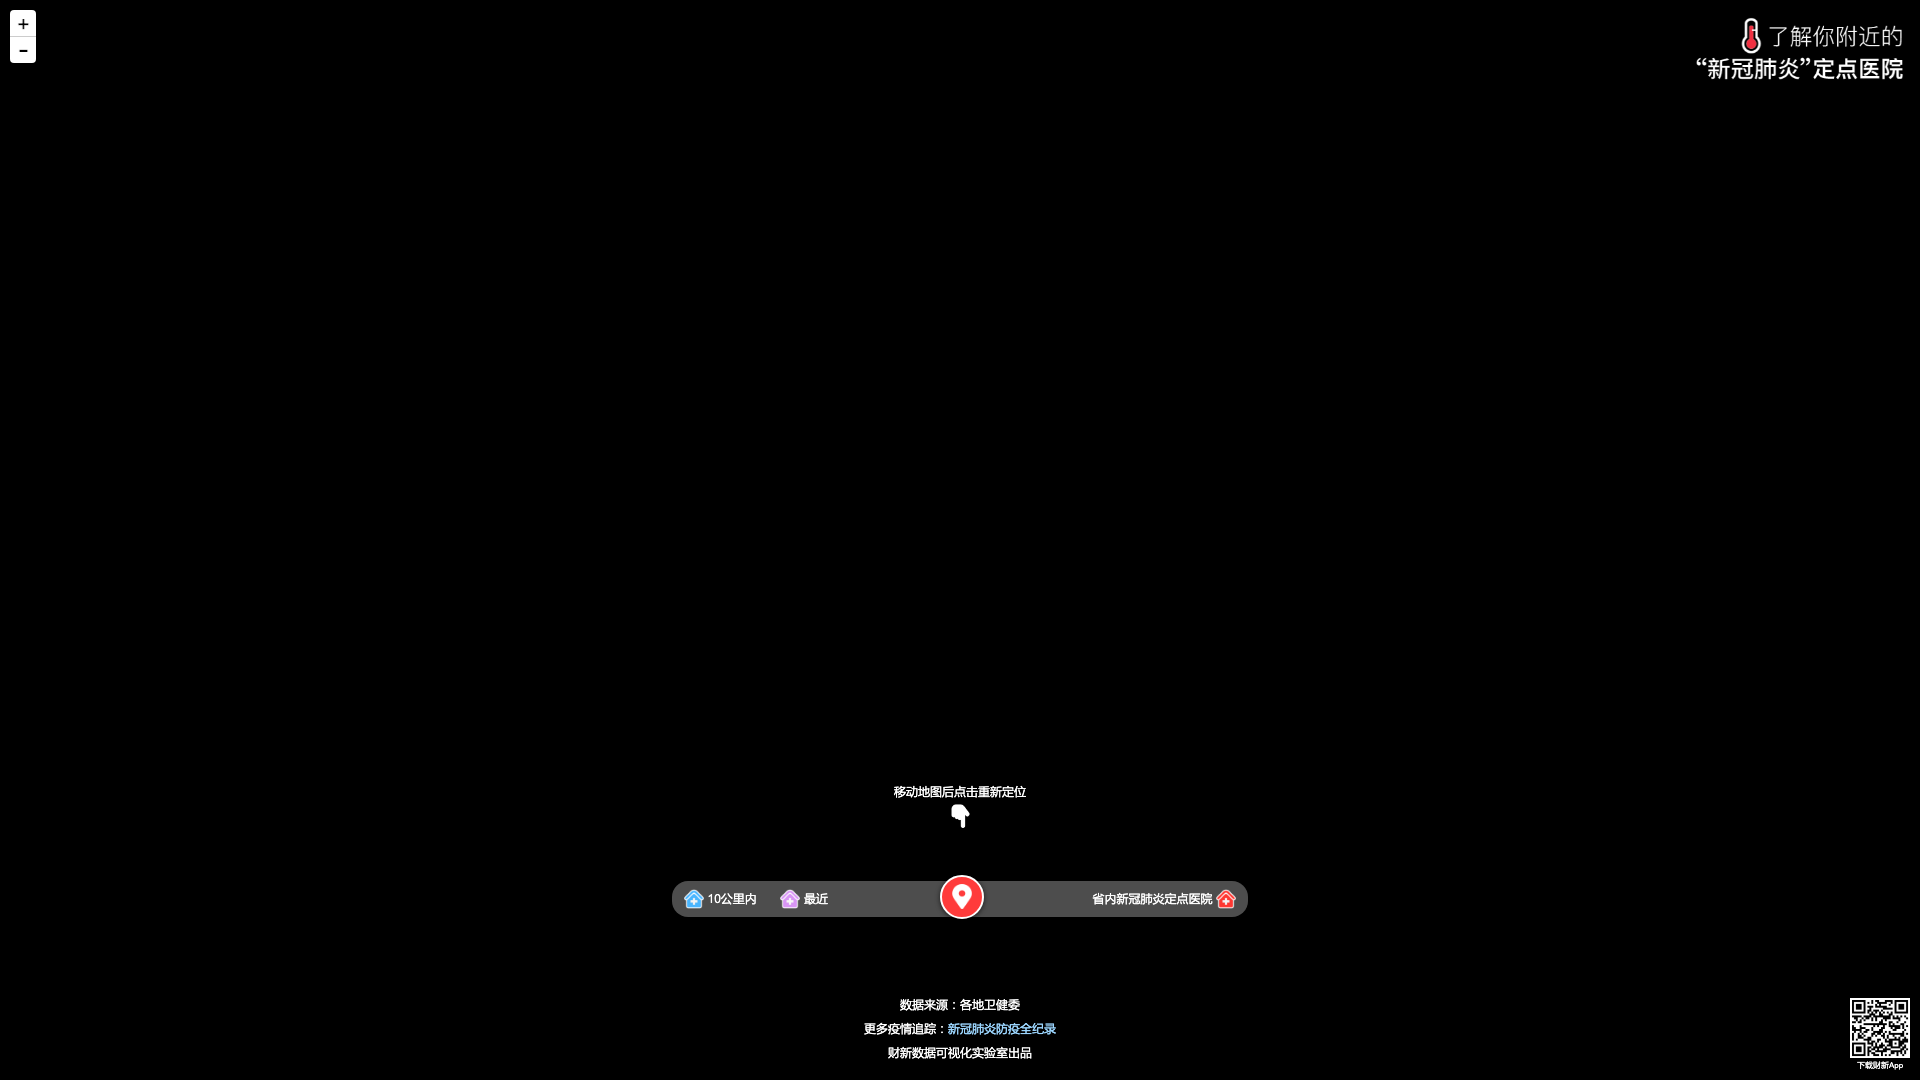 +
-
了解你附近的
“新冠肺炎”定点医院
移动地图后点击重新定位
10公里内 最近 省内新冠肺炎定点医院
数据来源：各地卫健委
更多疫情追踪：新冠肺炎防疫全纪录
财新数据可视化实验室出品
下载财新App